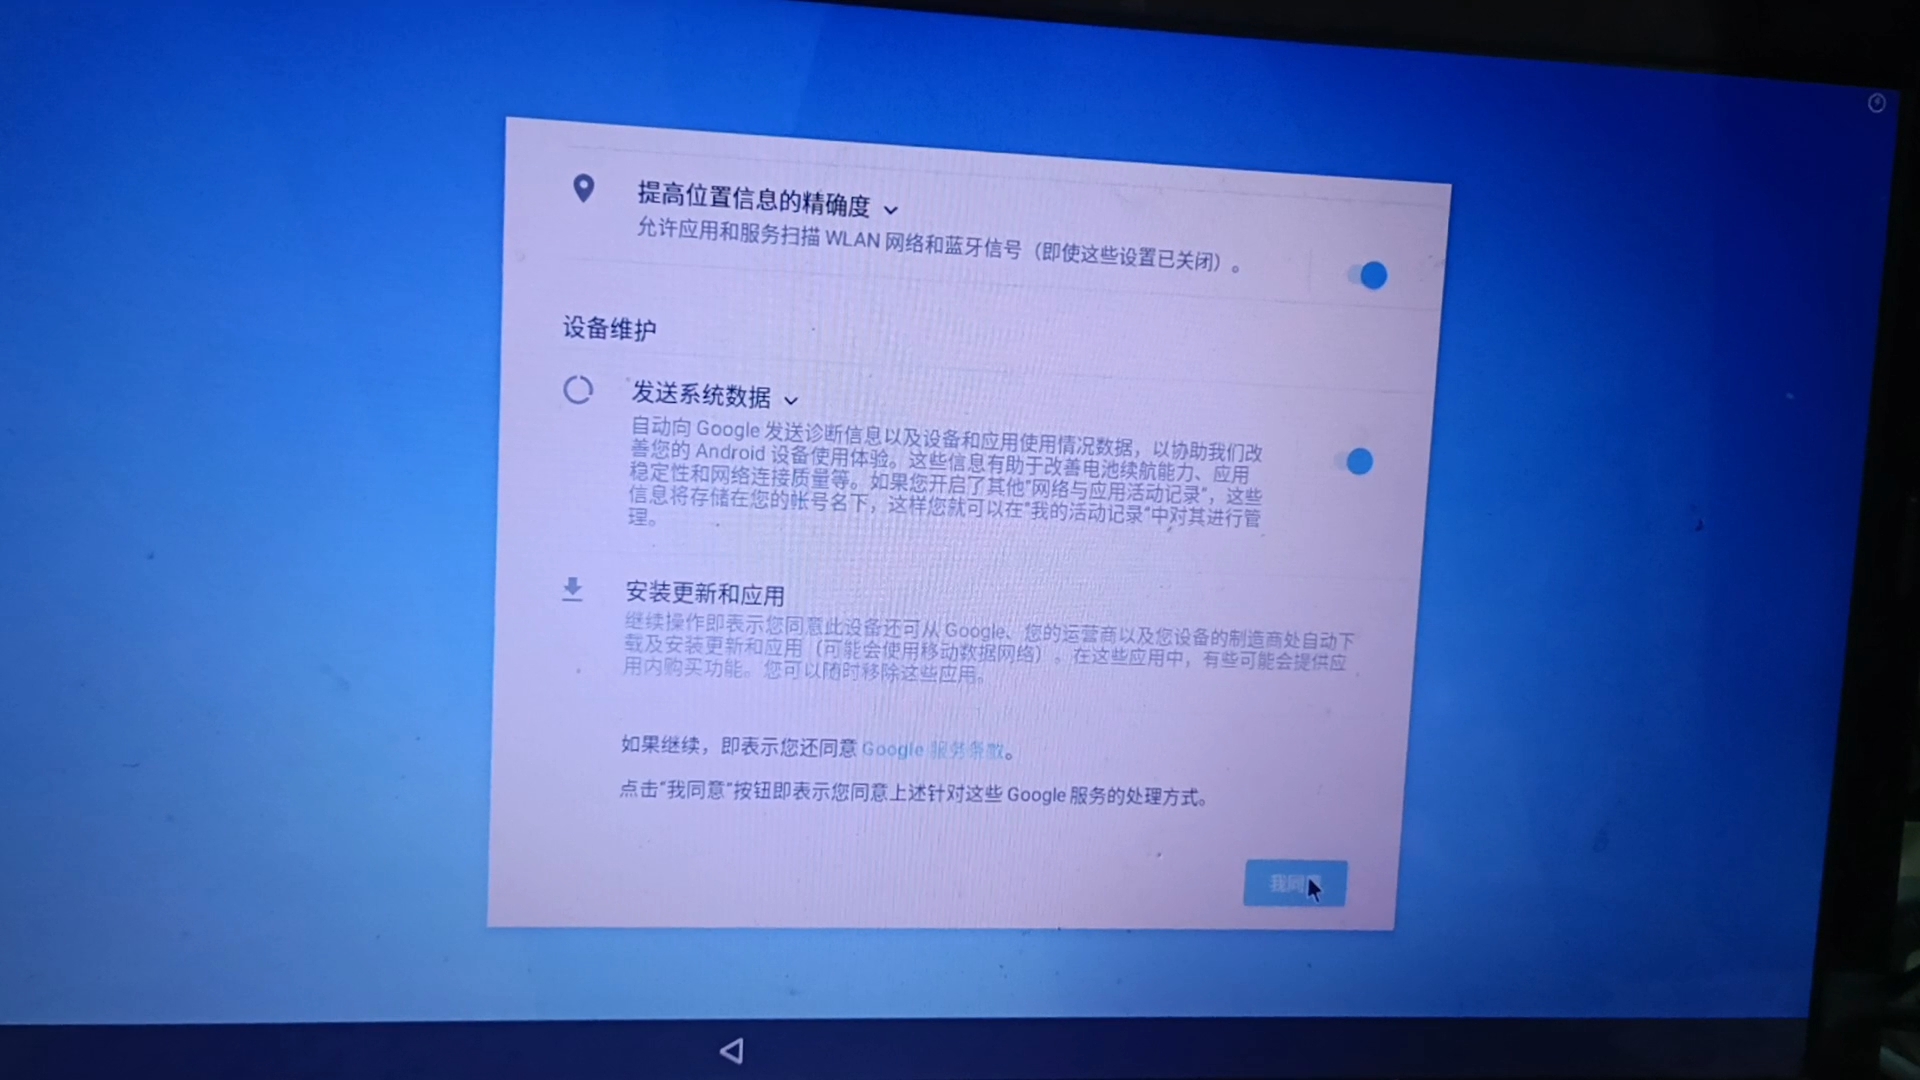 提高位置信息的精确度
允许应用和服务扫描 WLAN 网络和蓝牙信号（即使这些设置已关闭）。
设备维护
发送系统数据
自动向 Google 发送诊断信息以及设备和应用使用情况数据，以协助我们改
善您的 Android 设备使用体验。这些信息有助于改善电池续航能力、应用
稳定性和网络连接质量等。如果您开启了其他"网络与应用活动记录"，这些
信息将存储在您的帐号名下，这样您就可以在"我的活动记录"中对其进行管
理。
安装更新和应用
继续操作即表示您同意此设备还可从 Google、您的运营商以及您设备的制造商处自动下
载及安装更新和应用（可能会使用移动数据网络）。在这些应用中，有些可能会提供应
用内购买功能。您可以随时移除这些应用。
如果继续，即表示您还同意 Google 服务条款。
点击"我同意"按钮即表示您同意上述针对这些 Google 服务的处理方式。
我同